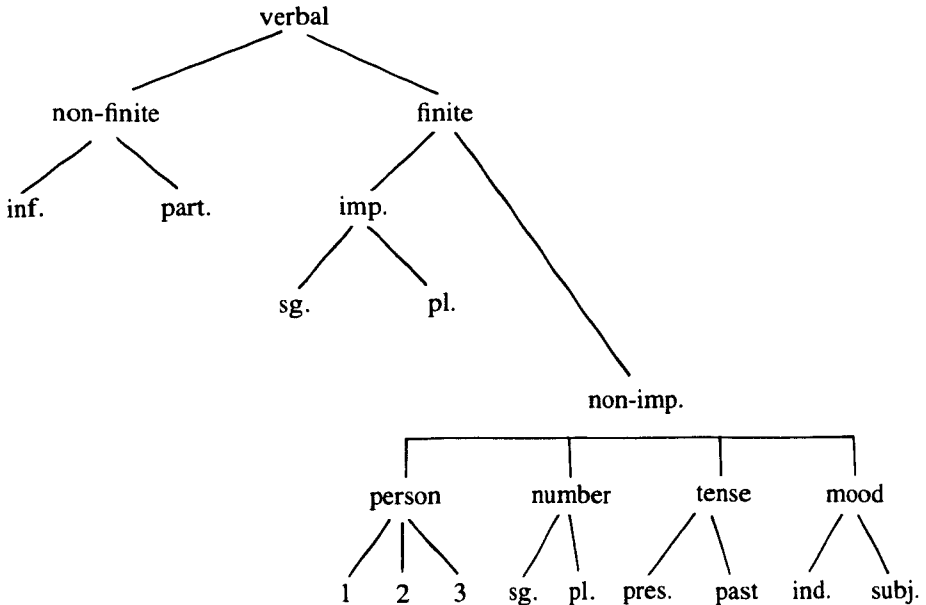 verbal
non-finite finite
inf. part. imp.
sg. pl.
non-imp.
person number tense mood
1 2 3 sg. pl. pres. past ind. subj.